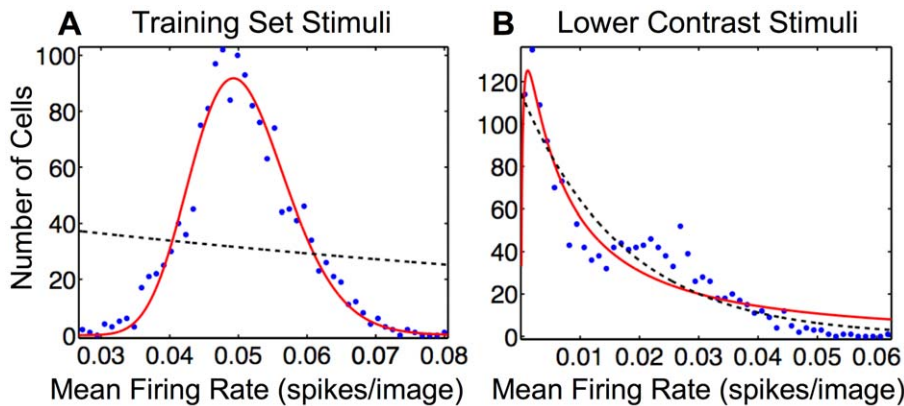 A Training Set Stimuli
B Lower Contrast Stimuli
Number of Cells
100
80
60
40
20
0
0.03 0.04 0.05 0.06 0.07 0.08
Mean Firing Rate (spikes/image)
120
100
80
60
40
20
0
0.01 0.02 0.03 0.04 0.05 0.06
Mean Firing Rate (spikes/image)